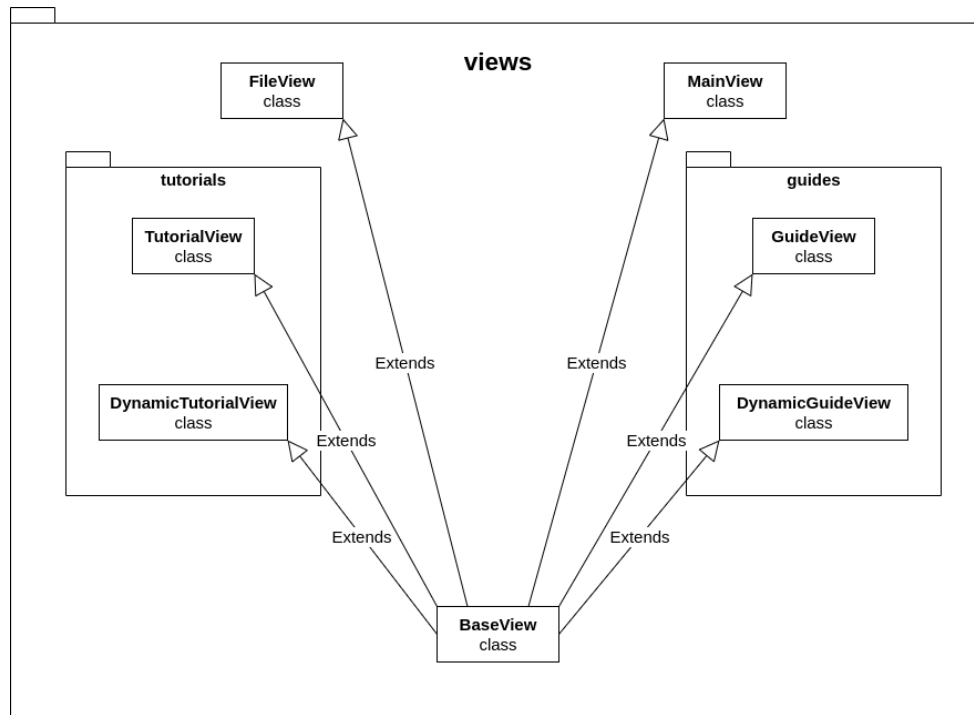 views
FileView
class
MainView
class
tutorials
guides
TutorialView
class
GuideView
class
Extends
Extends
DynamicTutorialView
class
DynamicGuideView
class
Extends
Extends
Extends
Extends
BaseView
class